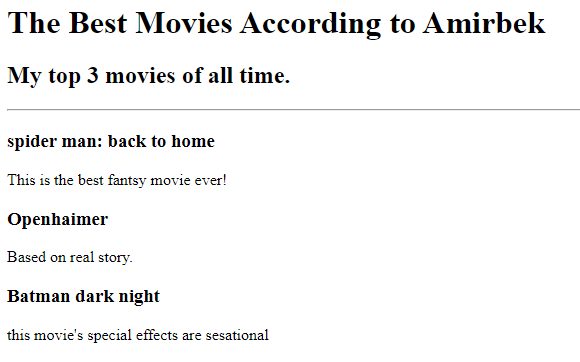 The Best Movies According to Amirbek
My top 3 movies of all time.
spider man: back to home
This is the best fantsy movie ever!
Openhaimer
Based on real story.
Batman dark night
this movie's special effects are sesational